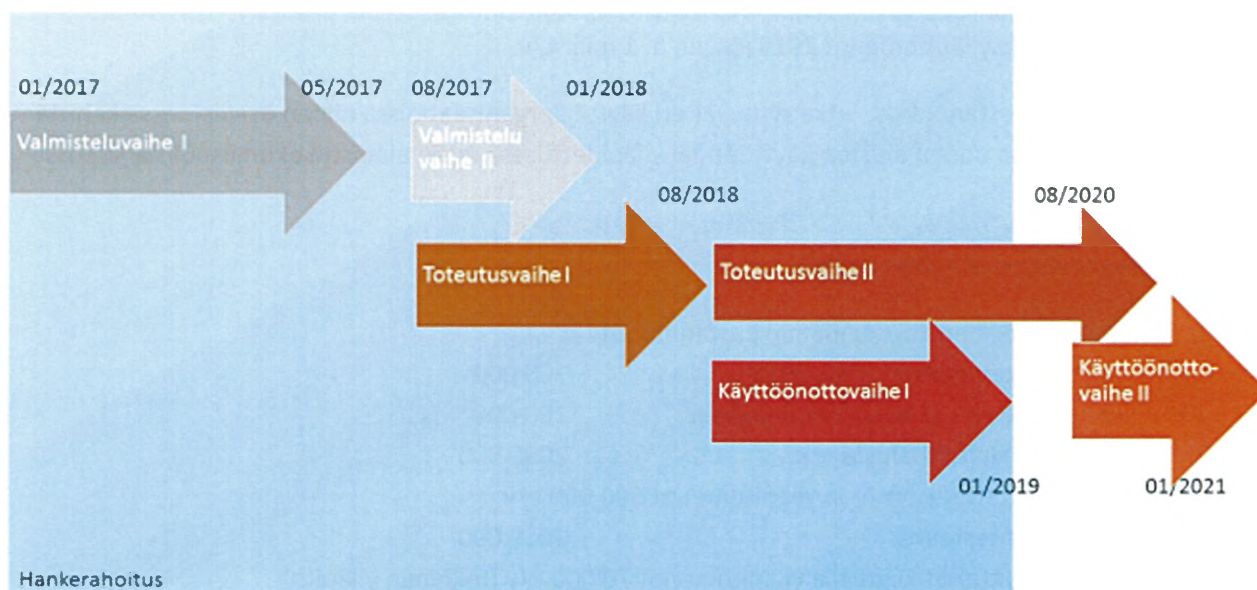 01/2017
05/2017
08/2017
01/2018
Valmisteluvaihe I
Valmistelu
vaihe II
08/2018
08/2020
Toteutusvaihe I
Toteutusvaihe II
Käyttöönottovaihe I
Käyttöönotto-
vaihe II
01/2019
01/2021
Hankerahoitus